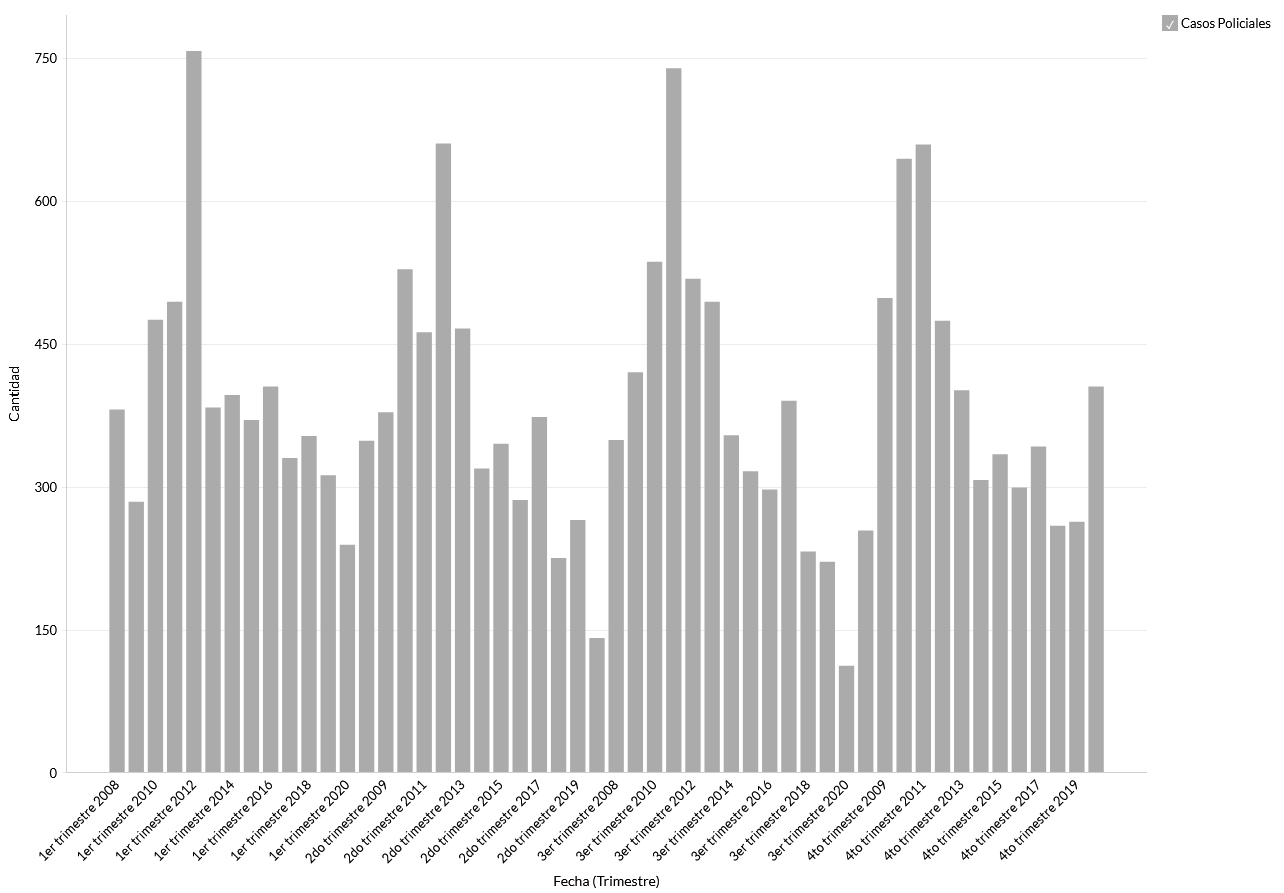 Casos Policiales
750
600
450
300
150
0
Cantidad
1er trimestre 2008
1er trimestre 2010
1er trimestre 2012
1er trimestre 2014
1er trimestre 2016
1er trimestre 2018
1er trimestre 2020
2do trimestre 2009
2do trimestre 2011
2do trimestre 2013
2do trimestre 2015
2do trimestre 2017
2do trimestre 2019
3er trimestre 2008
3er trimestre 2010
3er trimestre 2012
3er trimestre 2014
3er trimestre 2016
3er trimestre 2018
3er trimestre 2020
4to trimestre 2009
4to trimestre 2011
4to trimestre 2013
4to trimestre 2015
4to trimestre 2017
4to trimestre 2019
Fecha (Trimestre)